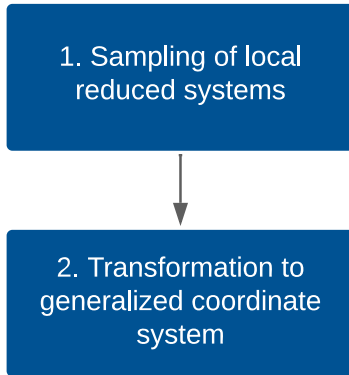 1. Sampling of local
reduced systems
2. Transformation to
generalized coordinate
system